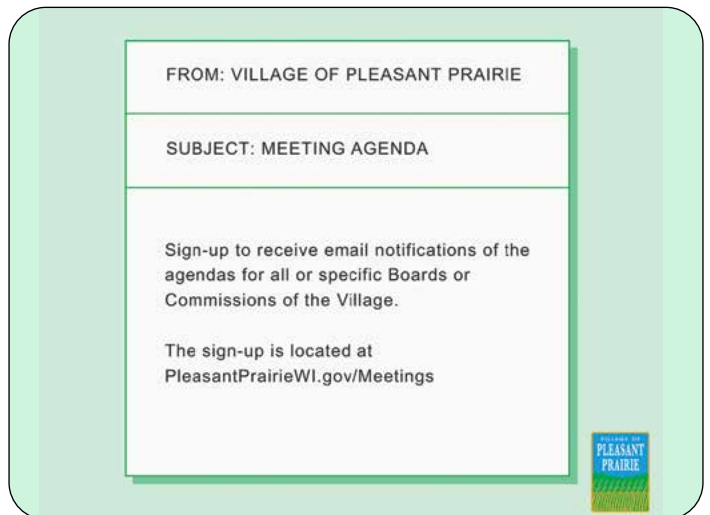 FROM: VILLAGE OF PLEASANT PRAIRIE
SUBJECT: MEETING AGENDA
Sign-up to receive email notifications of the
agendas for all or specific Boards or
Commissions of the Village.
The sign-up is located at
PleasantPrairieWI.gov/Meetings
VILLAGE OF
PLEASANT
PRAIRIE